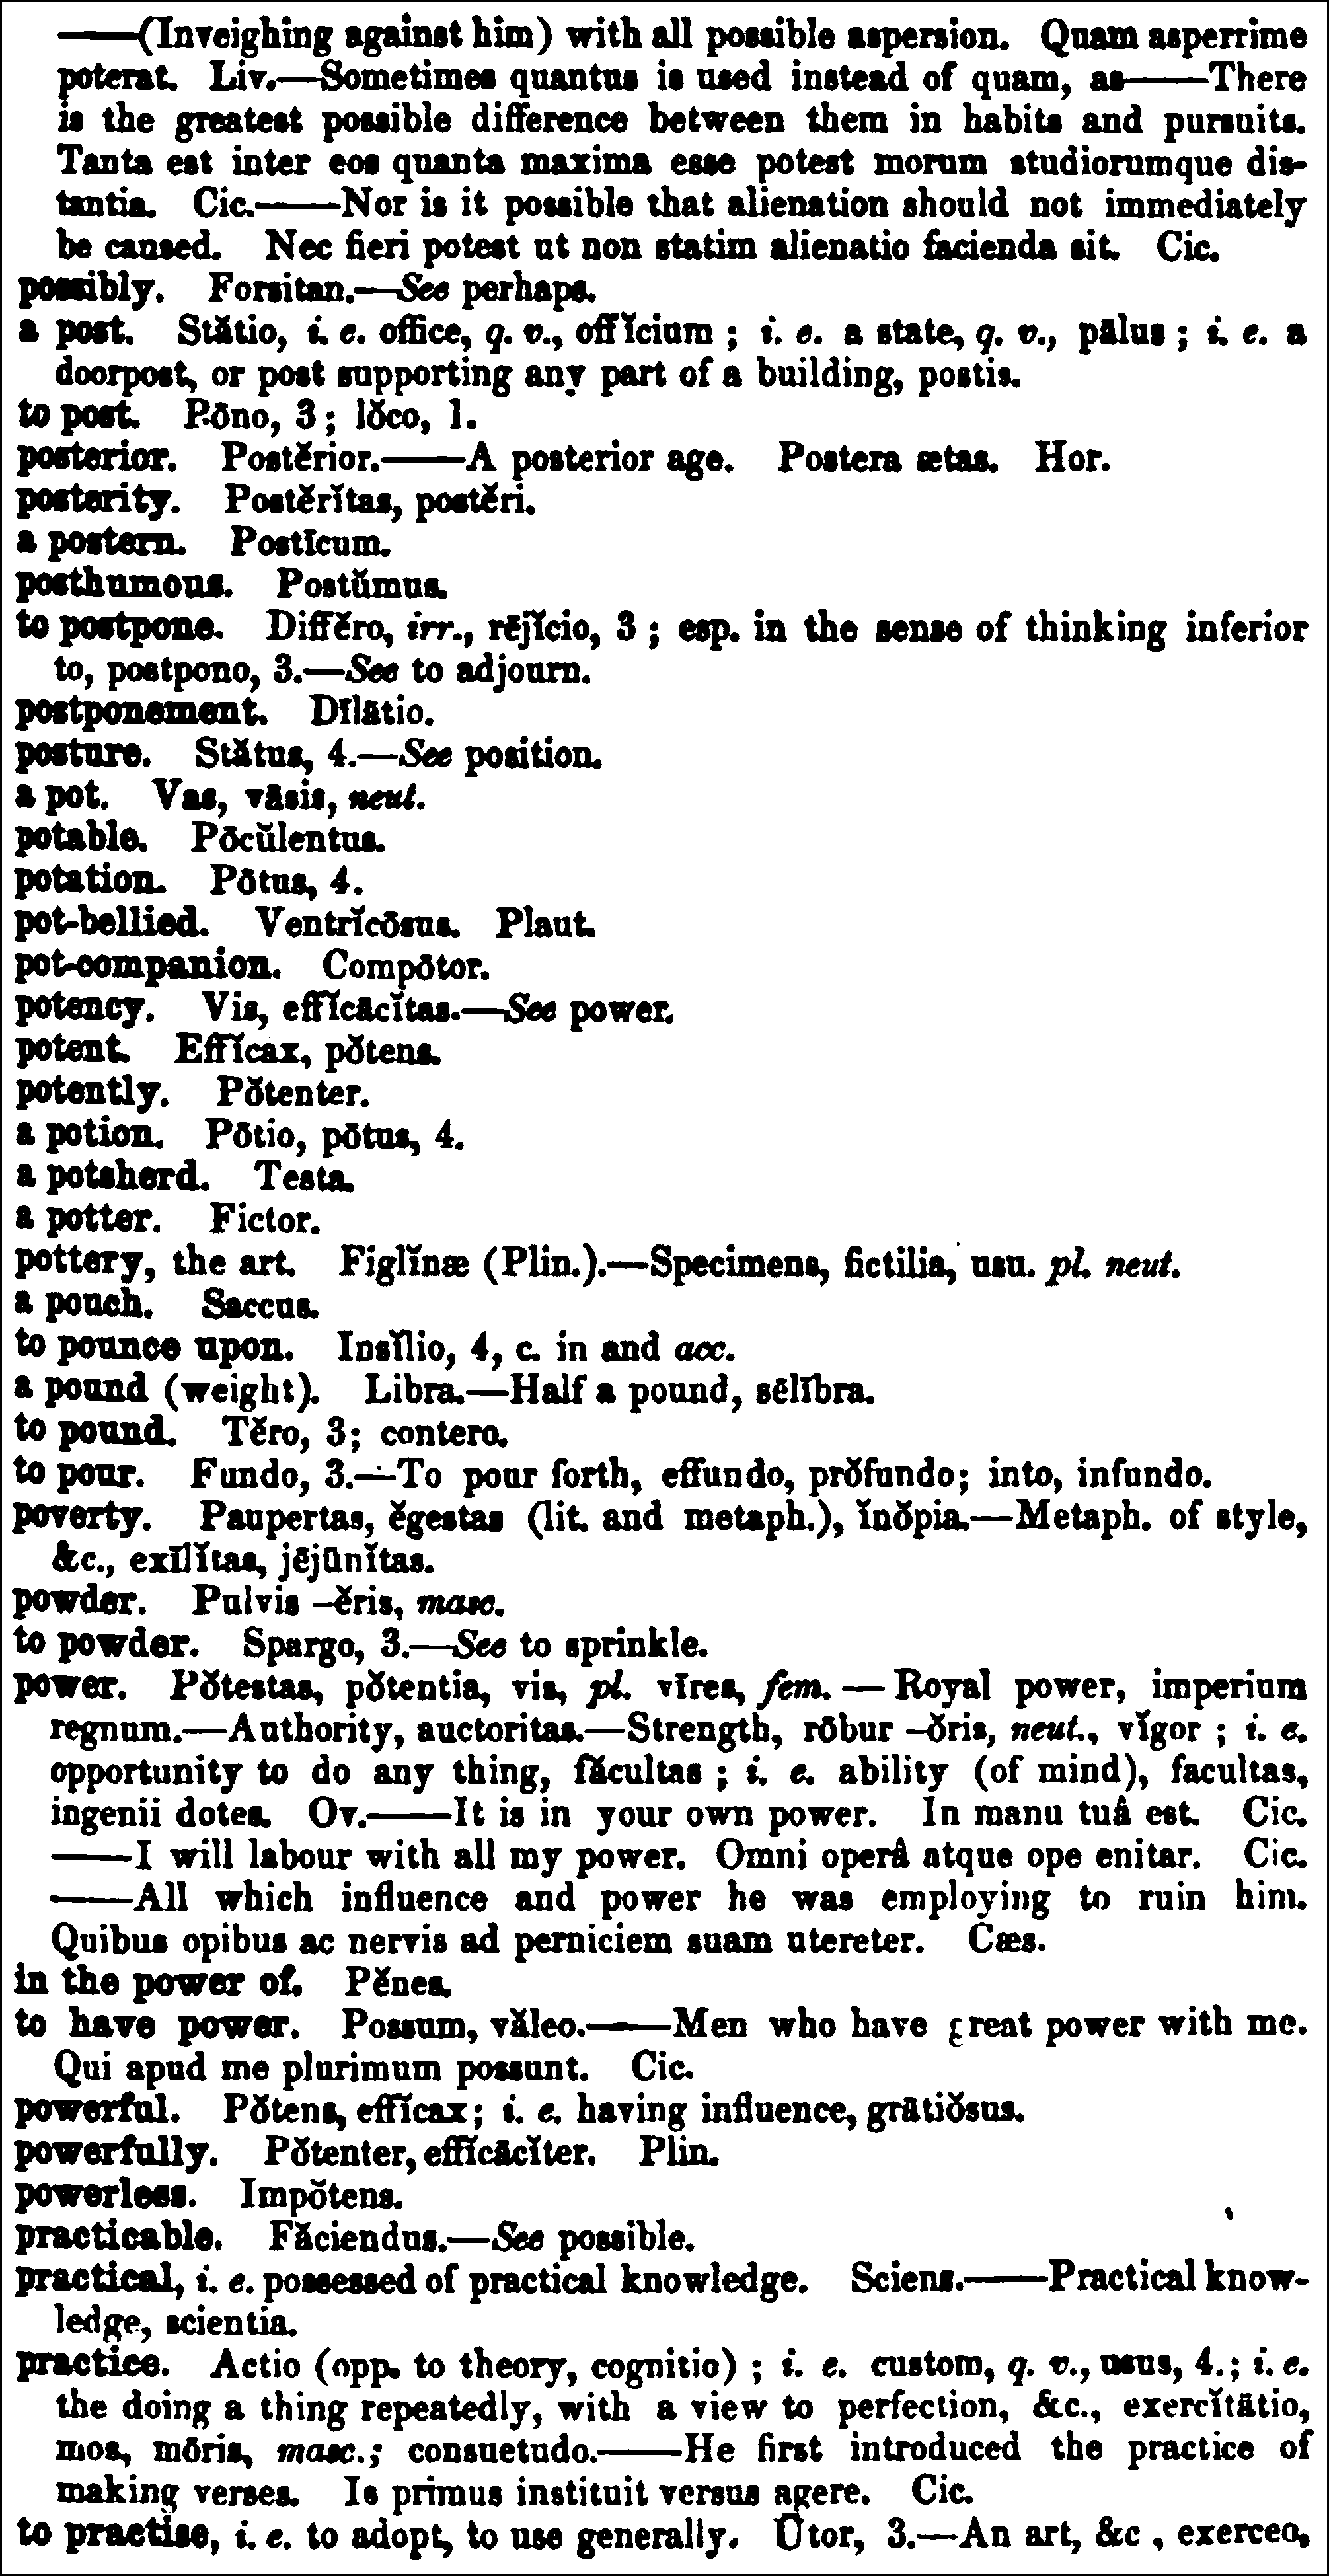 ——(Inveighing against him) with all possible aspersion. Quam asperrime
poterat. Liv.—Sometimes quantus is used instead of quam, as——There
is the greatest possible difference between them in habits and pursuits.
Tanta est inter eos quanta maxima esse potest morum studiorumque dis-
tantia. Cic.——Nor is it possible that alienation should not immediately
be caused. Nec fieri potest ut non statim alienatio facienda sit. Cic.
possibly. Forsitan.—See perhaps.
a post. Stătio, i. e. office, q. v., offĭcium ; i. e. a state, q. v., pālus ; i. e. a
doorpost, or post supporting any part of a building, postis.
to post. Pōno, 3 ; lŏco, 1.
posterior. Postĕrior.——A posterior age. Postera ætas. Hor.
posterity. Postĕrĭtas, postĕri.
a postern. Postīcum.
posthumous. Postŭmus.
to postpone. Diffĕro, irr., rējĭcio, 3 ; esp. in the sense of thinking inferior
to, postpono, 3.—See to adjourn.
postponement. Dīlātio.
posture. Stătus, 4.—See position.
a pot. Vas, vāsis, neut.
potable. Pōcŭlentus.
potation. Pōtus, 4.
pot-bellied. Ventrĭcōsus. Plaut.
pot-companion. Compōtor.
potency. Vis, effĭcācĭtas.—See power.
potent. Effĭcax, pŏtens.
potently. Pŏtenter.
a potion. Pōtio, pōtus, 4.
a potsherd. Testa.
a potter. Fictor.
pottery, the art. Figlĭnæ (Plin.).—Specimens, fictilia, usu. pl. neut.
a pouch. Saccus.
to pounce upon. Insĭlio, 4, c. in and acc.
a pound (weight). Libra.—Half a pound, sēlībra.
to pound. Tĕro, 3; contero.
to pour. Fundo, 3.—To pour forth, effundo, prŏfundo; into, infundo.
poverty. Paupertas, ĕgestas (lit. and metaph.), ĭnŏpia.—Metaph. of style,
&c., exīlĭtas, jējūnĭtas.
powder. Pulvis –ĕris, masc.
to powder. Spargo, 3.—See to sprinkle.
power. Pŏtestas, pŏtentia, vis, pl. vīres, fem. — Royal power, imperium
regnum.—Authority, auctoritas.—Strength, rōbur –ŏris, neut., vĭgor ; i. e.
opportunity to do any thing, făcultas ; i. e. ability (of mind), facultas,
ingenii dotes. Ov.——It is in your own power. In manu tuâ est. Cic.
——I will labour with all my power. Omni operâ atque ope enitar. Cic.
——All which influence and power he was employing to ruin him.
Quibus opibus ac nervis ad perniciem suam utereter. Cæs.
in the power of. Pĕnes.
to have power. Possum, văleo.——Men who have great power with me.
Qui apud me plurimum possunt. Cic.
powerful. Pŏtens, effĭcax ; i. e. having influence, grātiŏsus.
powerfully. Pŏtenter, effĭcācĭter. Plin.
powerless. Impŏtens.
practicable. Făciendus.—See possible.
practical, i. e. possessed of practical knowledge. Sciens.——Practical know-
ledge, scientia.
practice. Actio (opp. to theory, cognitio) ; i. e. custom, q. v., usus, 4.; i. e.
the doing a thing repeatedly, with a view to perfection, &c., exercĭtātio,
mos, mōris, masc.; consuetudo.——He first introduced the practice of
making verses. Is primus instituit versus agere. Cic.
to practise, i. e. to adopt, to use generally. Ūtor, 3.—An art, &c , exerceo,